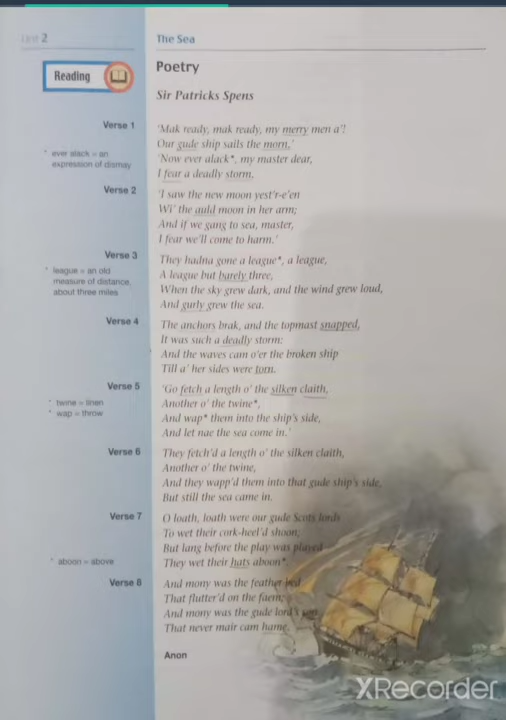 Unit 2
The Sea
Reading
Poetry
Sir Patricks Spens
Verse 1
'Mak ready, mak ready, my merry men a'!
Our gude ship sails the morn.'
'Now ever alack*, my master dear,
I fear a deadly storm.
* ever alack = an
expression of dismay
Verse 2
'I saw the new moon yest'r-e'en
Wi' the auld moon in her arm;
And if we gang to sea, master,
I fear we'll come to harm.'
Verse 3
They hadna gone a league*, a league,
A league but barely three,
When the sky grew dark, and the wind grew loud,
And gurly grew the sea.
* league = an old
measure of distance,
about three miles
Verse 4
The anchors brak, and the topmast snapped,
It was such a deadly storm:
And the waves cam o'er the broken ship
Till a' her sides were torn.
Verse 5
'Go fetch a length o' the silken claith,
Another o' the twine*,
And wap* them into the ship's side,
And let nae the sea come in.'
* twine = linen
* wap = throw
Verse 6
They fetch'd a length o' the silken claith,
Another o' the twine,
And they wapp'd them into that gude ship's side,
But still the sea came in.
Verse 7
O loath, loath were our gude Scots lords
To wet their cork-heel'd shoon;
But lang before the play was played
They wet their hats aboon*.
* aboon = above
Verse 8
And mony was the feather bed
That flutter'd on the faem;
And mony was the gude lord's son
That never mair cam hame.
Anon
XRecorder